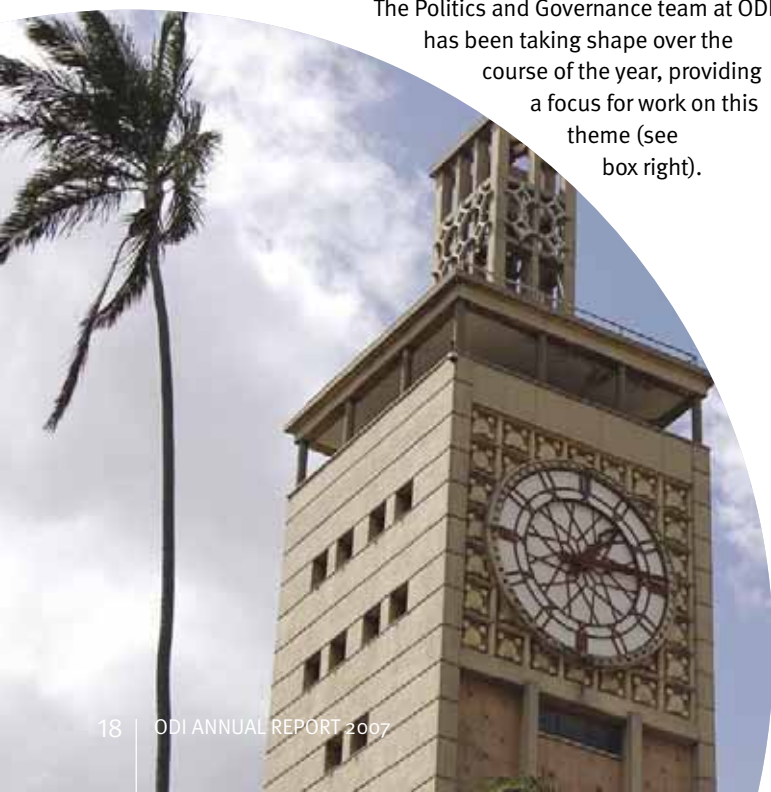 The Politics and Governance team at ODI
has been taking shape over the
course of the year, providing
a focus for work on this
theme (see
box right).
18 | ODI ANNUAL REPORT 2007